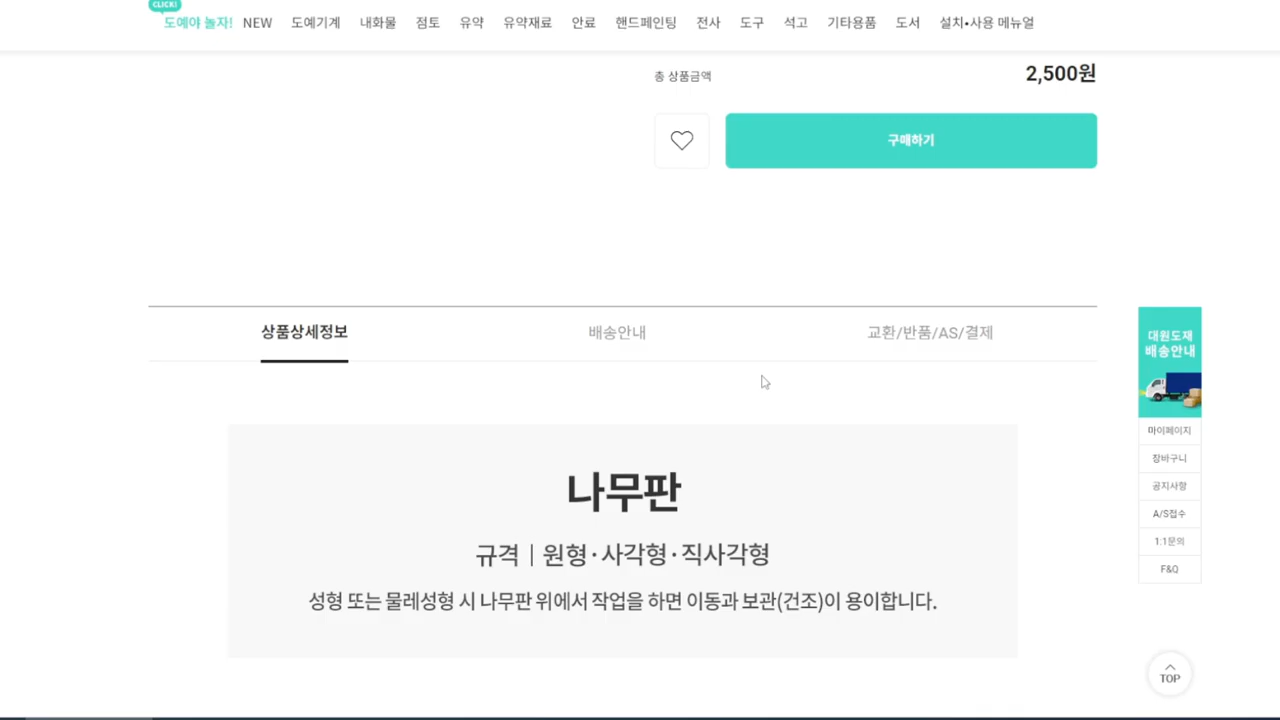 CLICK!
도예야 놀자! NEW 도예기계 내화물 점토 유약 유약재료 안료 핸드페인팅 전사 도구 석고 기타용품 도서 설치•사용 메뉴얼
총 상품금액 2,500원
구매하기
상품상세정보 배송안내 교환/반품/AS/결제
대원도재
배송안내
마이페이지
장바구니
공지사항
A/S접수
1:1문의
F&Q
나무판
규격 | 원형·사각형·직사각형
성형 또는 물레성형 시 나무판 위에서 작업을 하면 이동과 보관(건조)이 용이합니다.
TOP